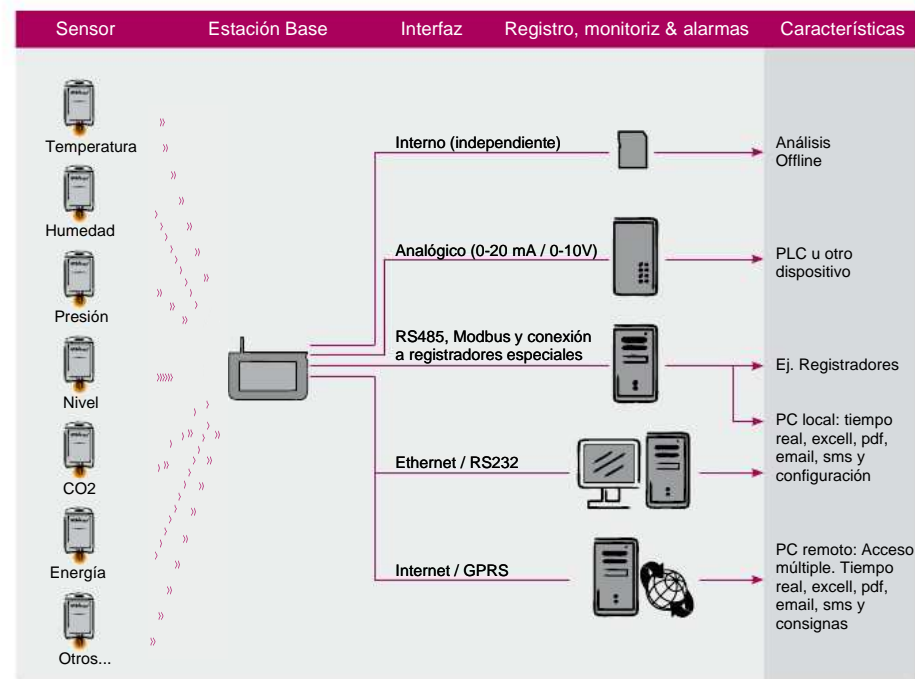 Sensor
Estación Base
Interfaz
Registro, monitoriz & alarmas
Características
Temperatura
Humedad
Presión
Nivel
CO2
Energía
Otros...
Interno (independiente)
Análisis
Offline
Analógico (0-20 mA / 0-10V)
PLC u otro
dispositivo
RS485, Modbus y conexión
a registradores especiales
Ej. Registradores
PC local: tiempo
real, excell, pdf,
email, sms y
configuración
Ethernet / RS232
Internet / GPRS
PC remoto: Acceso
múltiple. Tiempo
real, excell, pdf,
email, sms y
consignas